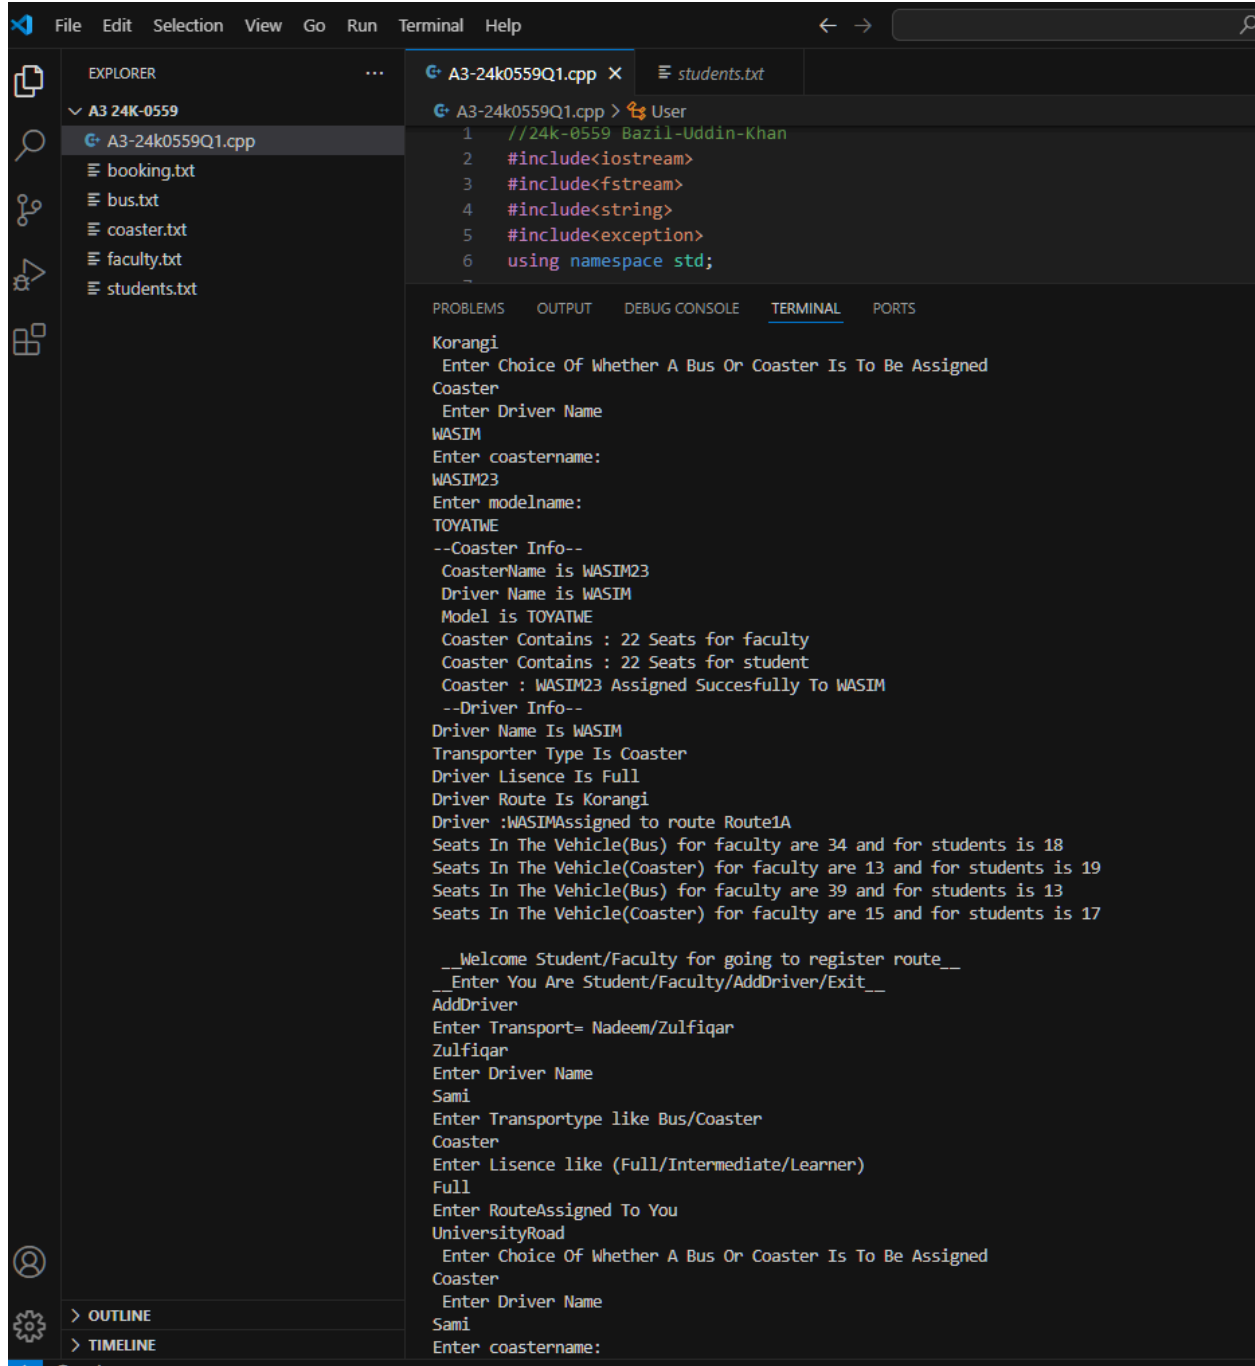 File Edit Selection View Go Run Terminal Help
EXPLORER
A3 24K-0559
A3-24k0559Q1.cpp
booking.txt
bus.txt
coaster.txt
faculty.txt
students.txt
OUTLINE
TIMELINE
A3-24k0559Q1.cpp students.txt
A3-24k0559Q1.cpp > User
1 //24k-0559 Bazil-Uddin-Khan
2 #include<iostream>
3 #include<fstream>
4 #include<string>
5 #include<exception>
6 using namespace std;
PROBLEMS OUTPUT DEBUG CONSOLE TERMINAL PORTS
Korangi
Enter Choice Of Whether A Bus Or Coaster Is To Be Assigned
Coaster
Enter Driver Name
WASIM
Enter coastername:
WASIM23
Enter modelname:
TOYATWE
--Coaster Info--
CoasterName is WASIM23
Driver Name is WASIM
Model is TOYATWE
Coaster Contains : 22 Seats for faculty
Coaster Contains : 22 Seats for student
Coaster : WASIM23 Assigned Succesfully To WASIM
--Driver Info--
Driver Name Is WASIM
Transporter Type Is Coaster
Driver Lisence Is Full
Driver Route Is Korangi
Driver :WASIMAssigned to route Route1A
Seats In The Vehicle(Bus) for faculty are 34 and for students is 18
Seats In The Vehicle(Coaster) for faculty are 13 and for students is 19
Seats In The Vehicle(Bus) for faculty are 39 and for students is 13
Seats In The Vehicle(Coaster) for faculty are 15 and for students is 17
__Welcome Student/Faculty for going to register route__
__Enter You Are Student/Faculty/AddDriver/Exit__
AddDriver
Enter Transport= Nadeem/Zulfiqar
Zulfiqar
Enter Driver Name
Sami
Enter Transportype like Bus/Coaster
Coaster
Enter Lisence like (Full/Intermediate/Learner)
Full
Enter RouteAssigned To You
UniversityRoad
Enter Choice Of Whether A Bus Or Coaster Is To Be Assigned
Coaster
Enter Driver Name
Sami
Enter coastername: